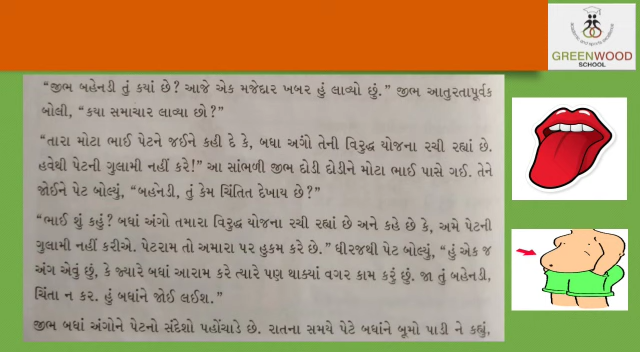 GREENWOOD
SCHOOL
“જીભ બહેનડી તું ક્યાં છે? આજે એક મજેદાર ખબર હું લાવ્યો છું.” જીભ આતુરતાપૂર્વક
બોલી, “કયા સમાચાર લાવ્યા છો?”
“તારા મોટા ભાઈ પેટને જઈને કહી દે કે, બધા અંગો તેની વિરુદ્ધ યોજના રચી રહ્યાં છે.
હવેથી પેટની ગુલામી નહીં કરે!” આ સાંભળી જીભ દોડી દોડીને મોટા ભાઈ પાસે ગઈ. તેને
જોઈને પેટ બોલ્યું, “બહેનડી, તું કેમ ચિંતિત દેખાય છે?”
“ભાઈ શું કહું? બધાં અંગો તમારા વિરુદ્ધ યોજના રચી રહ્યાં છે અને કહે છે કે, અમે પેટની
ગુલામી નહીં કરીએ. પેટરામ તો અમારા પર હુકમ કરે છે.” ધીરજથી પેટ બોલ્યું, “હું એક જ
અંગ એવું છું, કે જ્યારે બધાં આરામ કરે ત્યારે પણ થાક્યાં વગર કામ કરું છું. જા તું બહેનડી,
ચિંતા ન કર. હું બધાંને જોઈ લઈશ.”
જીભ બધાં અંગોને પેટનો સંદેશો પહોંચાડે છે. રાતના સમયે પેટે બધાંને બૂમો પાડી ને કહ્યું,